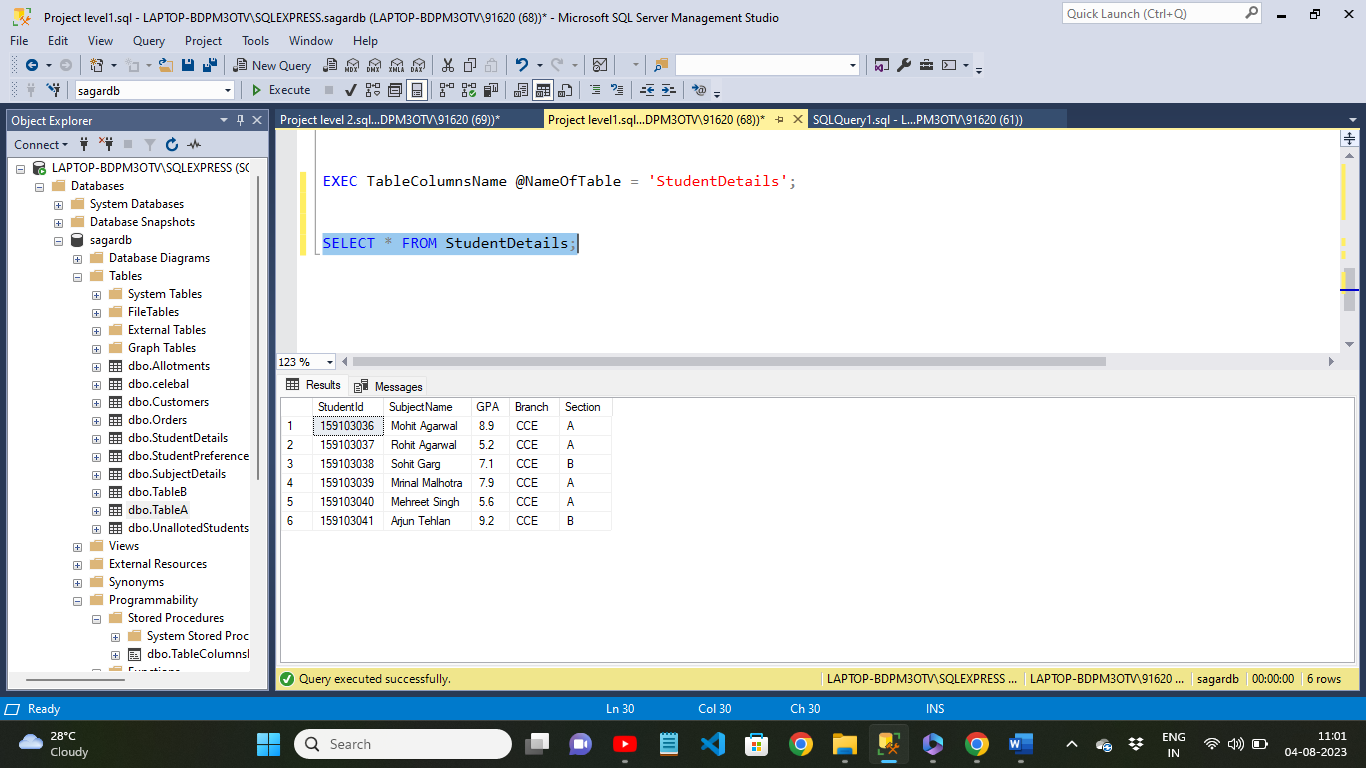 Project level1.sql - LAPTOP-BDPM3OTV\SQLEXPRESS.sagardb (LAPTOP-BDPM3OTV\91620 (68))* - Microsoft SQL Server Management Studio
Quick Launch (Ctrl+Q)
File Edit View Query Project Tools Window Help
New Query MDX DMX XMLA DAX
sagardb Execute
Object Explorer
Connect
LAPTOP-BDPM3OTV\SQLEXPRESS (SQ
Databases
System Databases
Database Snapshots
sagardb
Database Diagrams
Tables
System Tables
FileTables
External Tables
Graph Tables
dbo.Allotments
dbo.celebal
dbo.Customers
dbo.Orders
dbo.StudentDetails
dbo.StudentPreference
dbo.SubjectDetails
dbo.TableB
dbo.TableA
dbo.UnallotedStudents
Views
External Resources
Synonyms
Programmability
Stored Procedures
System Stored Proc
dbo.TableColumnsI
Functions
Project level 2.sql...DPM3OTV\91620 (69))* Project level1.sql...DPM3OTV\91620 (68))* SQLQuery1.sql - L...PM3OTV\91620 (61))
EXEC TableColumnsName @NameOfTable = 'StudentDetails';
SELECT * FROM StudentDetails;
123 %
Results Messages
StudentId SubjectName GPA Branch Section
1 159103036 Mohit Agarwal 8.9 CCE A
2 159103037 Rohit Agarwal 5.2 CCE A
3 159103038 Sohit Garg 7.1 CCE B
4 159103039 Mrinal Malhotra 7.9 CCE A
5 159103040 Mehreet Singh 5.6 CCE A
6 159103041 Arjun Tehlan 9.2 CCE B
Query executed successfully. LAPTOP-BDPM3OTV\SQLEXPRESS ... LAPTOP-BDPM3OTV\91620 ... sagardb 00:00:00 6 rows
Ready Ln 30 Col 30 Ch 30 INS
28°C
Cloudy
Search
ENG
IN
11:01
04-08-2023